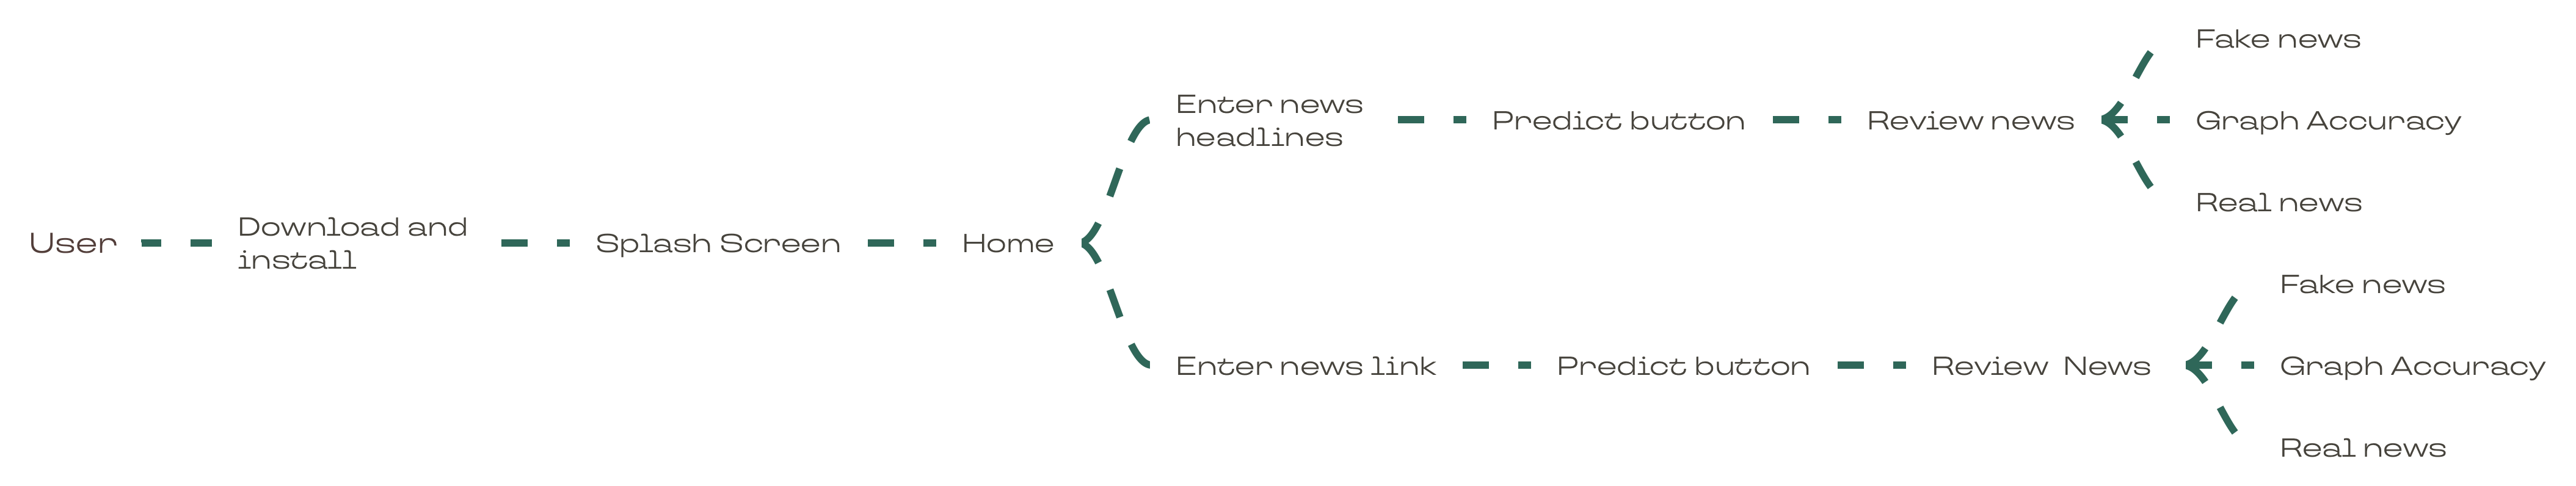 User
Download and
install
Splash Screen
Home
Enter news
headlines
Predict button
Review news
Fake news
Graph Accuracy
Real news
Enter news link
Predict button
Review  News
Fake news
Graph Accuracy
Real news